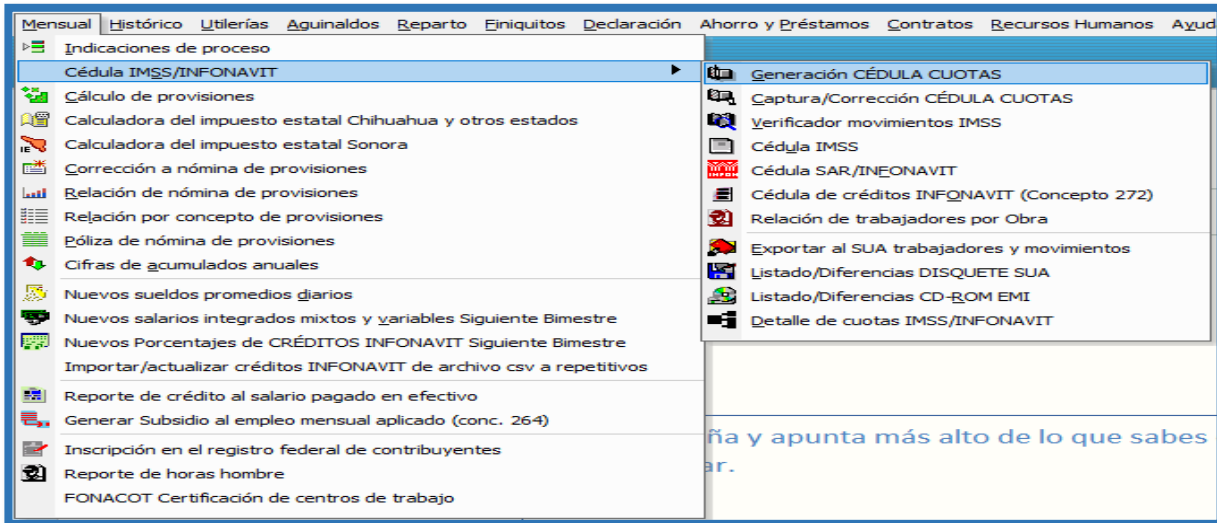 Mensual Histórico Utilerías Aguinaldos Reparto Finiquitos Declaración Ahorro y Préstamos Contratos Recursos Humanos Ayud
Indicaciones de proceso
Cédula IMSS/INFONAVIT
Cálculo de provisiones
Calculadora del impuesto estatal Chihuahua y otros estados
IE Calculadora del impuesto estatal Sonora
Corrección a nómina de provisiones
Relación de nómina de provisiones
Relación por concepto de provisiones
Póliza de nómina de provisiones
Cifras de acumulados anuales
Nuevos sueldos promedios diarios
Nuevos salarios integrados mixtos y variables Siguiente Bimestre
Nuevos Porcentajes de CRÉDITOS INFONAVIT Siguiente Bimestre
Importar/actualizar créditos INFONAVIT de archivo csv a repetitivos
Reporte de crédito al salario pagado en efectivo
Generar Subsidio al empleo mensual aplicado (conc. 264)
Inscripción en el registro federal de contribuyentes
Reporte de horas hombre
FONACOT Certificación de centros de trabajo
Generación CÉDULA CUOTAS
Captura/Corrección CÉDULA CUOTAS
Verificador movimientos IMSS
Cédula IMSS
Cédula SAR/INFONAVIT
Cédula de créditos INFONAVIT (Concepto 272)
Relación de trabajadores por Obra
Exportar al SUA trabajadores y movimientos
Listado/Diferencias DISQUETE SUA
Listado/Diferencias CD-ROM EMI
Detalle de cuotas IMSS/INFONAVIT
ña y apunta más alto de lo que sabes
ar.